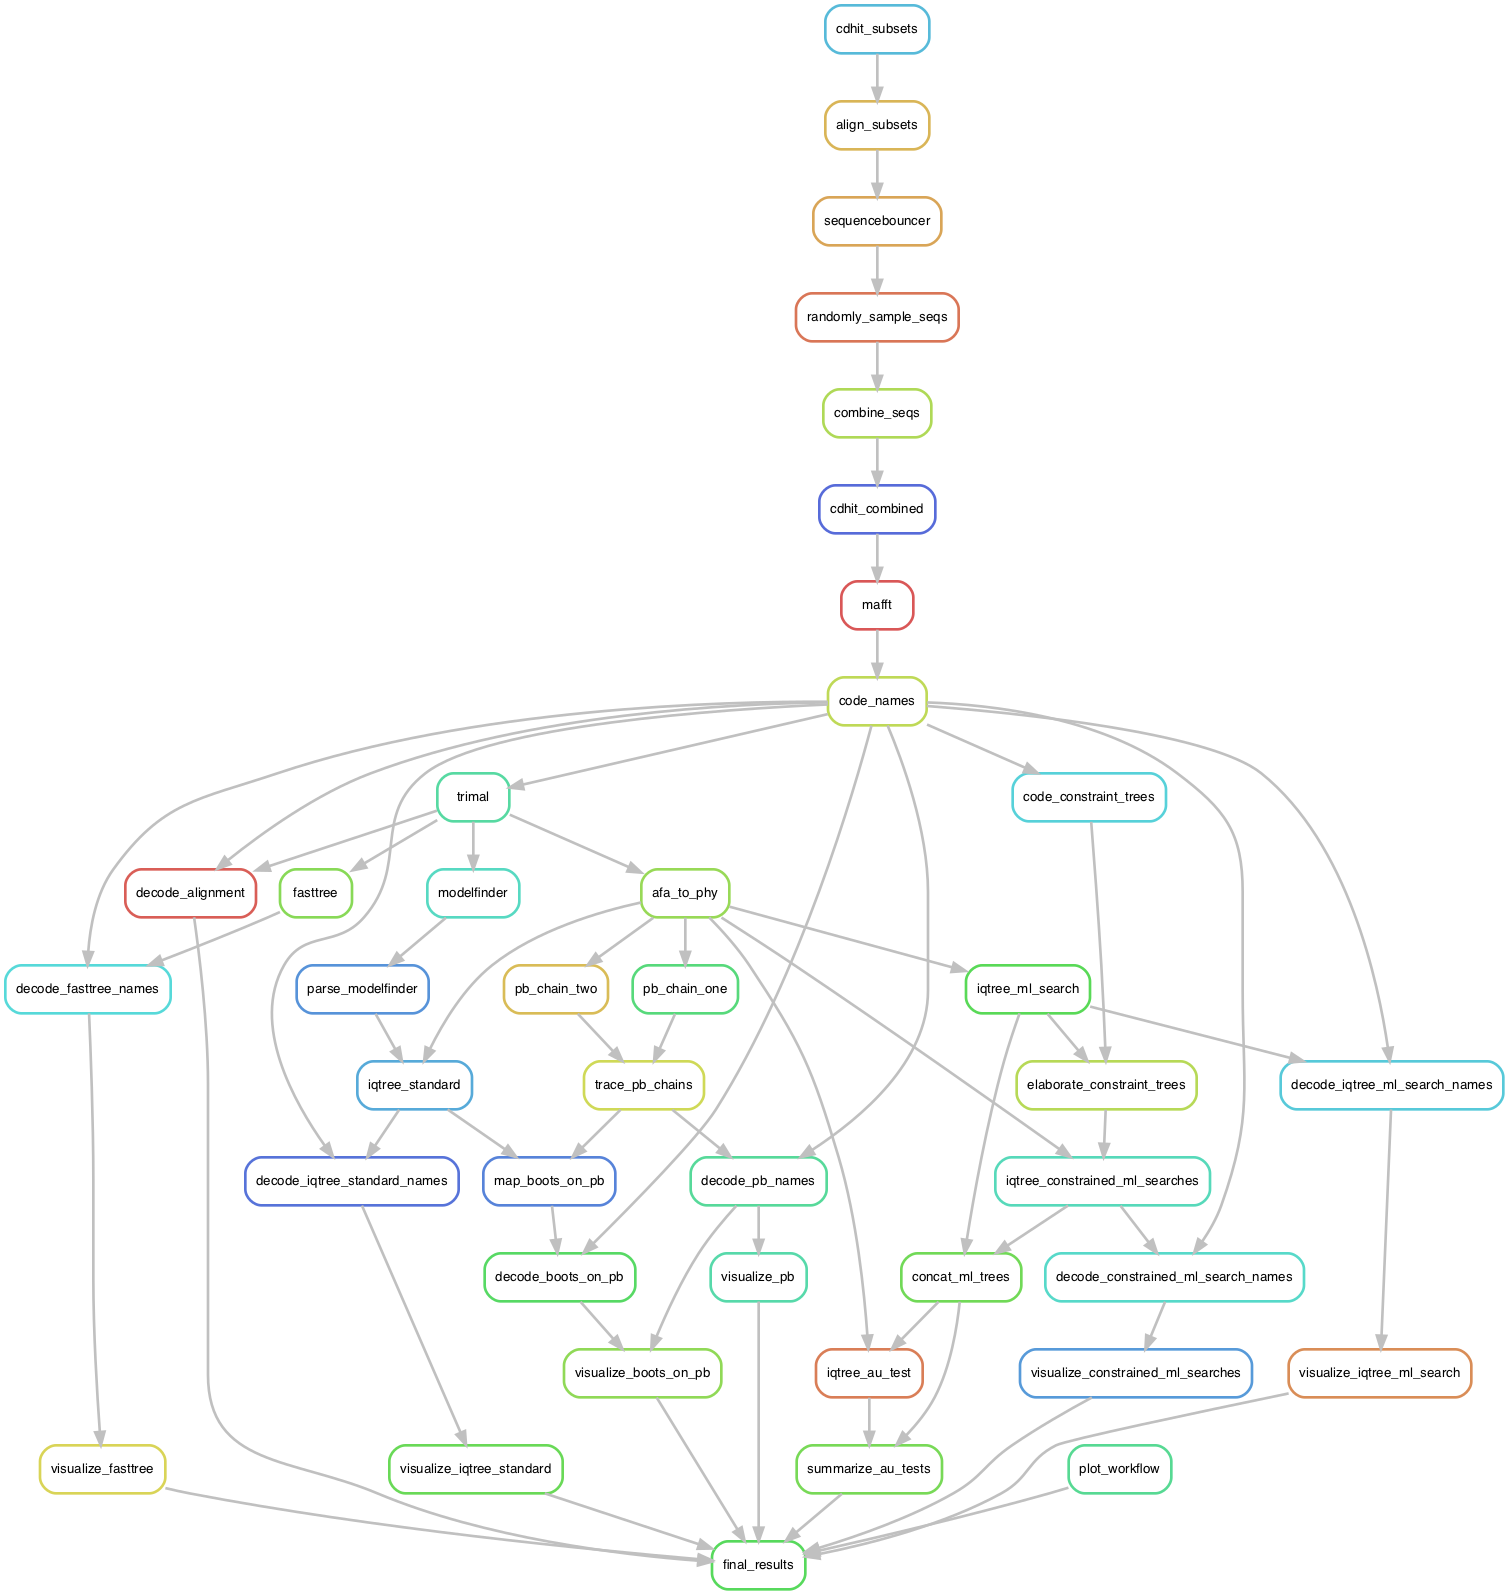 cdhit_subsets
align_subsets
sequencebouncer
randomly_sample_seqs
combine_seqs
cdhit_combined
mafft
code_names
trimal
code_constraint_trees
decode_alignment
fasttree
modelfinder
afa_to_phy
decode_fasttree_names
parse_modelfinder
pb_chain_two
pb_chain_one
iqtree_ml_search
iqtree_standard
trace_pb_chains
elaborate_constraint_trees
decode_iqtree_ml_search_names
decode_iqtree_standard_names
map_boots_on_pb
decode_pb_names
iqtree_constrained_ml_searches
decode_boots_on_pb
visualize_pb
concat_ml_trees
decode_constrained_ml_search_names
visualize_boots_on_pb
iqtree_au_test
visualize_constrained_ml_searches
visualize_iqtree_ml_search
visualize_fasttree
visualize_iqtree_standard
summarize_au_tests
plot_workflow
final_results